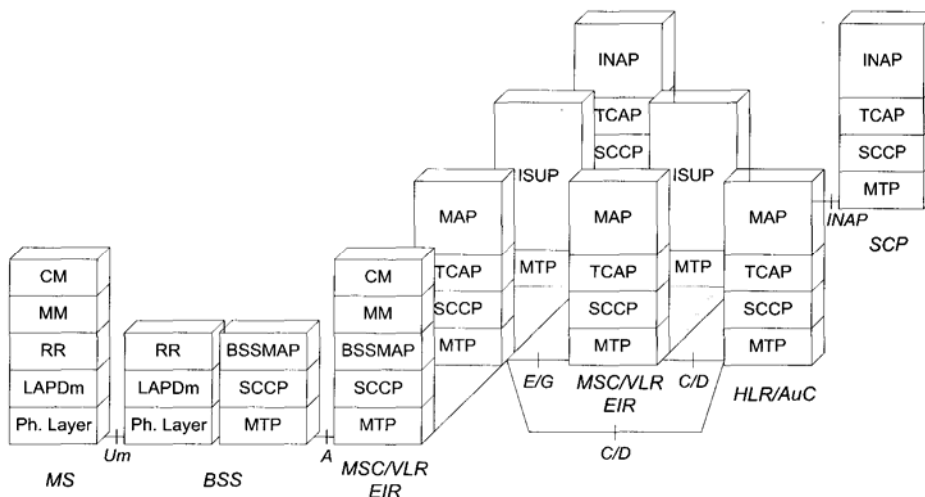 INAP
TCAP
SCCP
INAP
TCAP
SCCP
MTP
INAP
SCP
ISUP
MTP
ISUP
MTP
MAP
TCAP
SCCP
MTP
MAP
TCAP
SCCP
MTP
MAP
TCAP
SCCP
MTP
E/G
MSC/VLR
EIR
C/D
HLR/AuC
C/D
CM
MM
RR
LAPDm
Ph. Layer
MS
Um
RR
LAPDm
Ph. Layer
BSSMAP
SCCP
MTP
BSS
A
CM
MM
BSSMAP
SCCP
MTP
MSC/VLR
EIR